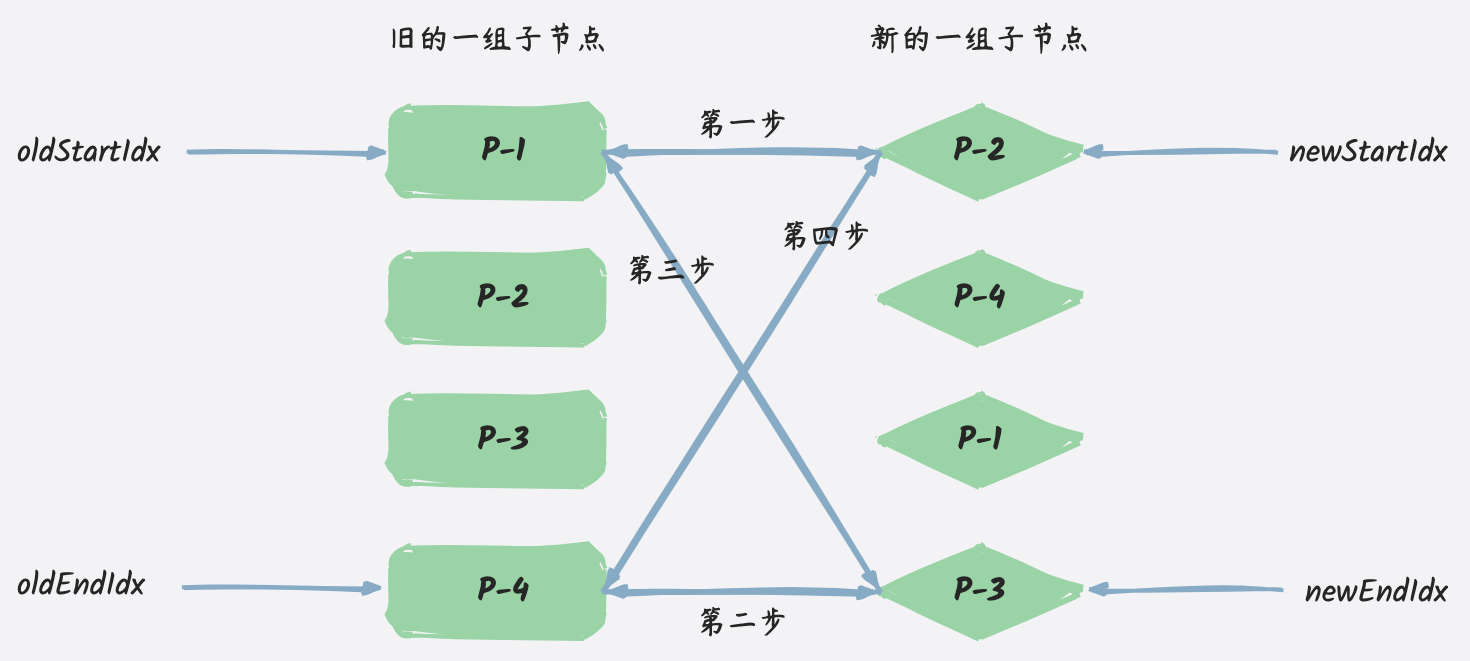 旧的一组子节点
新的一组子节点
第一步
oldStartIdx
P-1
P-2
newStartIdx
第四步
第三步
P-2
P-4
P-3
P-1
oldEndIdx
P-4
P-3
newEndIdx
第二步